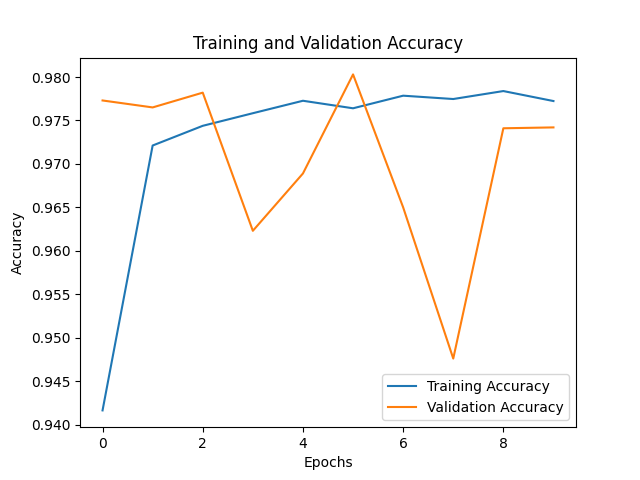 Training and Validation Accuracy
0.980
0.975
0.970
0.965
0.960
0.955
0.950
0.945
0.940
Accuracy
0 2 4 6 8
Epochs
Training Accuracy
Validation Accuracy